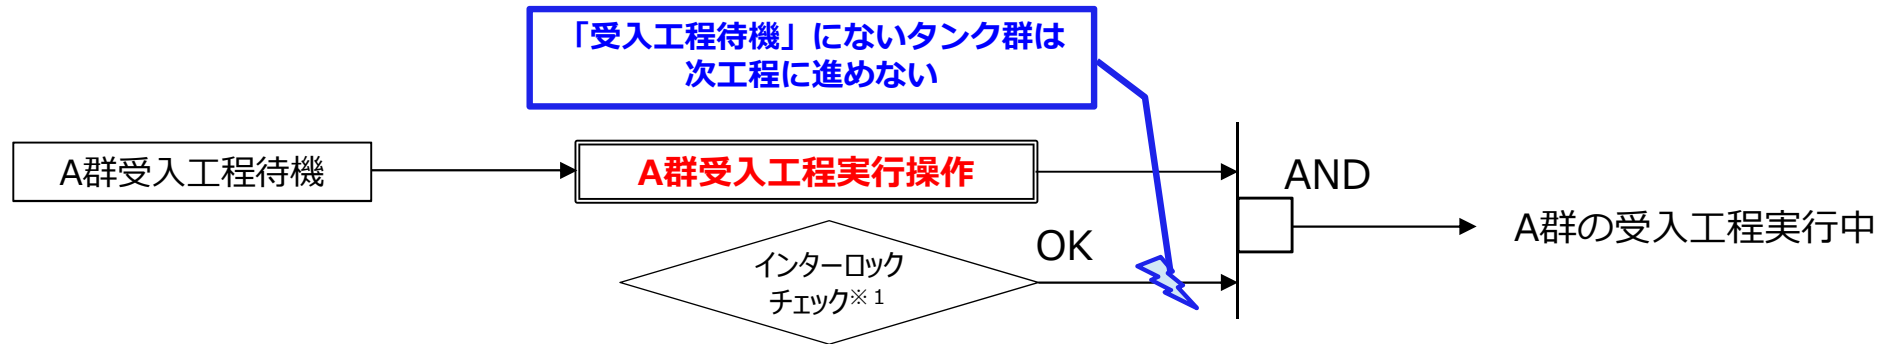 「受入工程待機」にないタンク群は
次工程に進めない
A群受入工程待機
A群受入工程実行操作
AND
A群の受入工程実行中
OK
インターロック
チェック※1